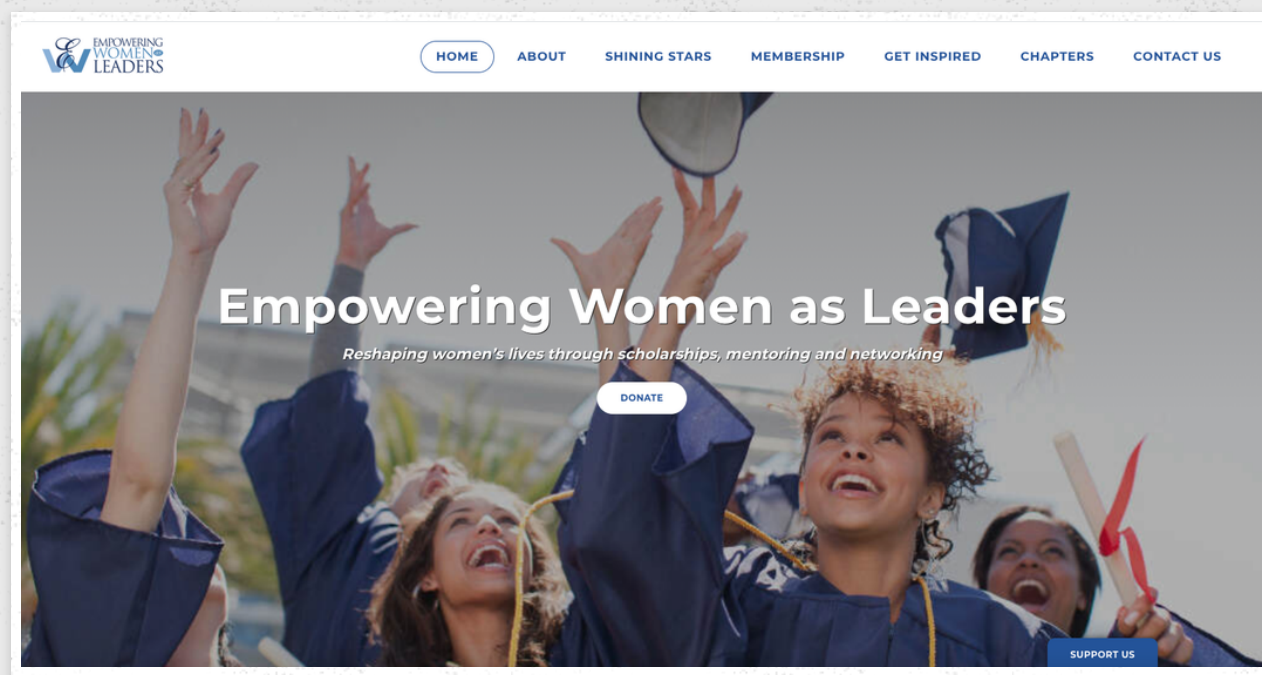 EMPOWERING
WOMEN AS
LEADERS
HOME ABOUT SHINING STARS MEMBERSHIP GET INSPIRED CHAPTERS CONTACT US
Empowering Women as Leaders
Reshaping women's lives through scholarships, mentoring and networking
DONATE
SUPPORT US